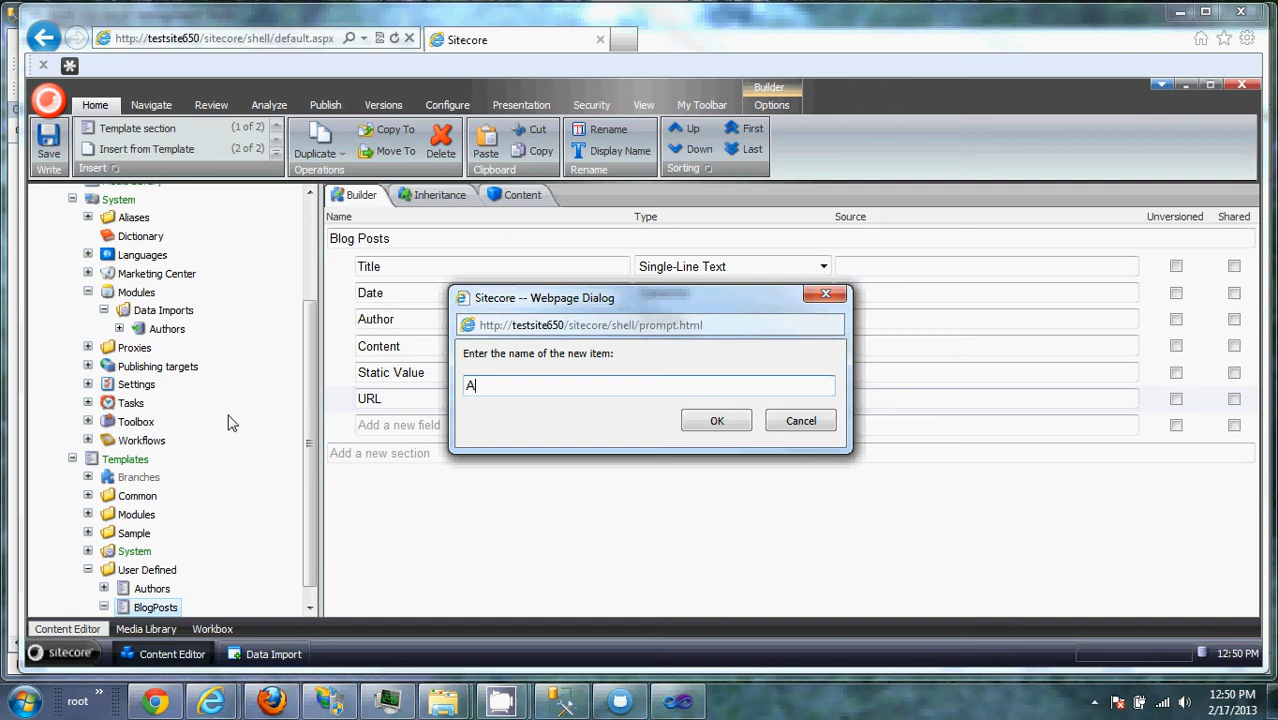 http://testsite650/sitecore/shell/default.aspx
Sitecore
Builder
Home Navigate Review Analyze Publish Versions Configure Presentation Security View My Toolbar Options
Save
Write
Template section (1 of 2)
Insert from Template (2 of 2)
Insert
Duplicate
Copy To
Move To
Delete
Operations
Paste
Cut
Copy
Clipboard
Rename
Display Name
Rename
Up
Down
First
Last
Sorting
System
Aliases
Dictionary
Languages
Marketing Center
Modules
Data Imports
Authors
Proxies
Publishing targets
Settings
Tasks
Toolbox
Workflows
Templates
Branches
Common
Modules
Sample
System
User Defined
Authors
BlogPosts
Builder Inheritance Content
Name Type Source Unversioned Shared
Blog Posts
Title Single-Line Text
Date
Author
Content
Static Value
URL
Add a new field
Add a new section
Sitecore -- Webpage Dialog
http://testsite650/sitecore/shell/prompt.html
Enter the name of the new item:
A
OK Cancel
Content Editor Media Library Workbox
sitecore Content Editor Data Import 12:50 PM
root »
12:50 PM
2/17/2013